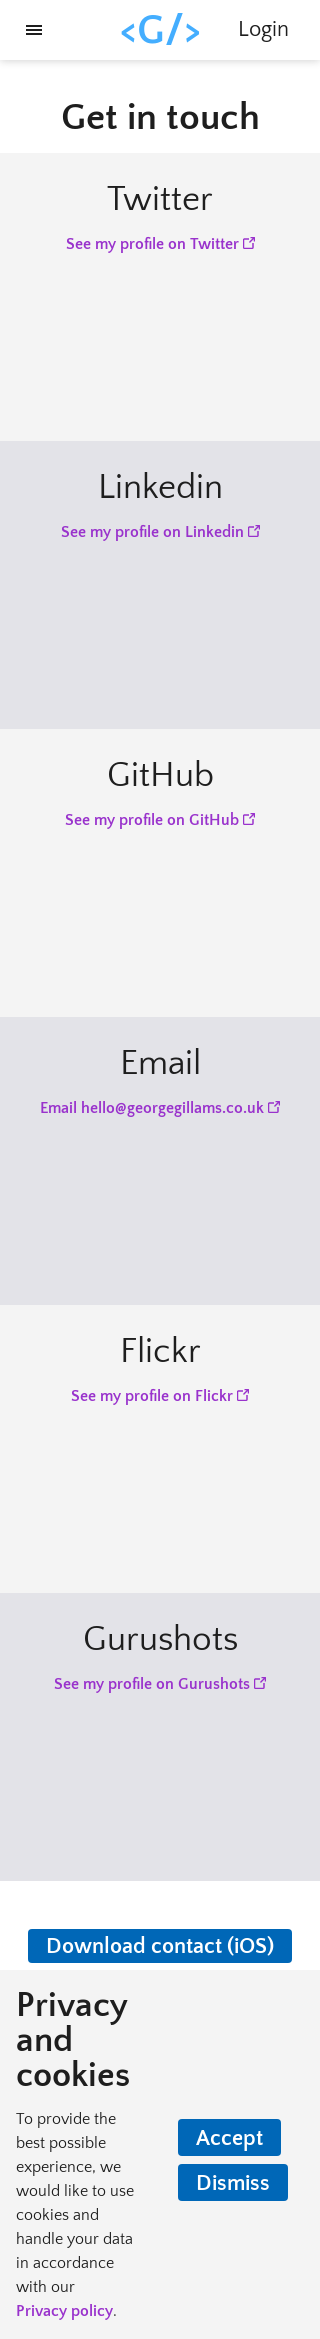 <G/>
Login
Get in touch
Twitter
See my profile on Twitter
Linkedin
See my profile on Linkedin
GitHub
See my profile on GitHub
Email
Email hello@georgegillams.co.uk
Flickr
See my profile on Flickr
Gurushots
See my profile on Gurushots
Download contact (iOS)
Privacy
and
cookies
To provide the
best possible
experience, we
would like to use
cookies and
handle your data
in accordance
with our
Privacy policy.
Accept
Dismiss